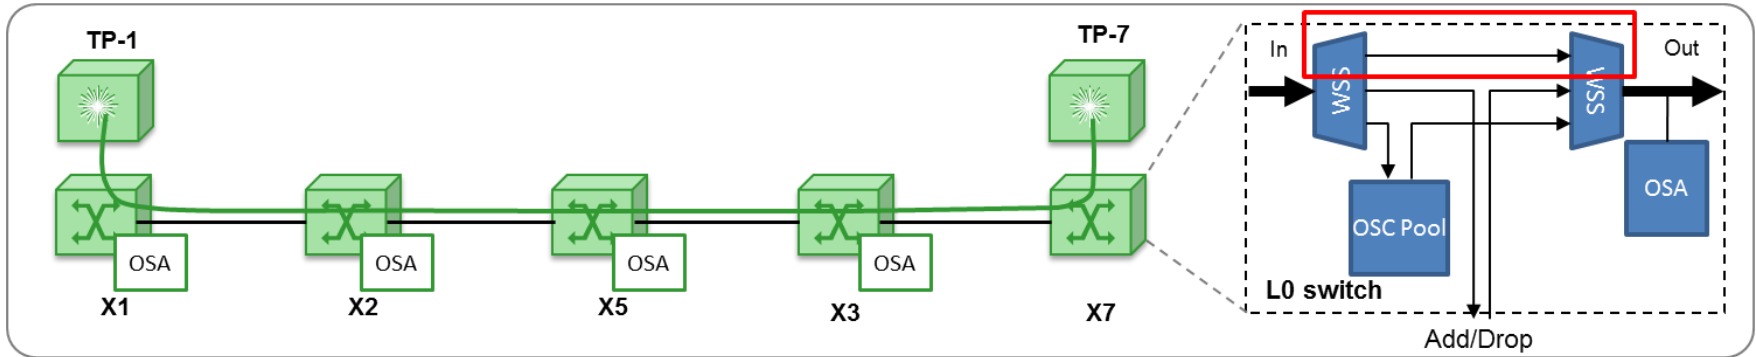 TP-1
TP-7
In
Out
WSS
WSS
OSC Pool
OSA
L0 switch
Add/Drop
OSA
OSA
OSA
OSA
X1
X2
X5
X3
X7